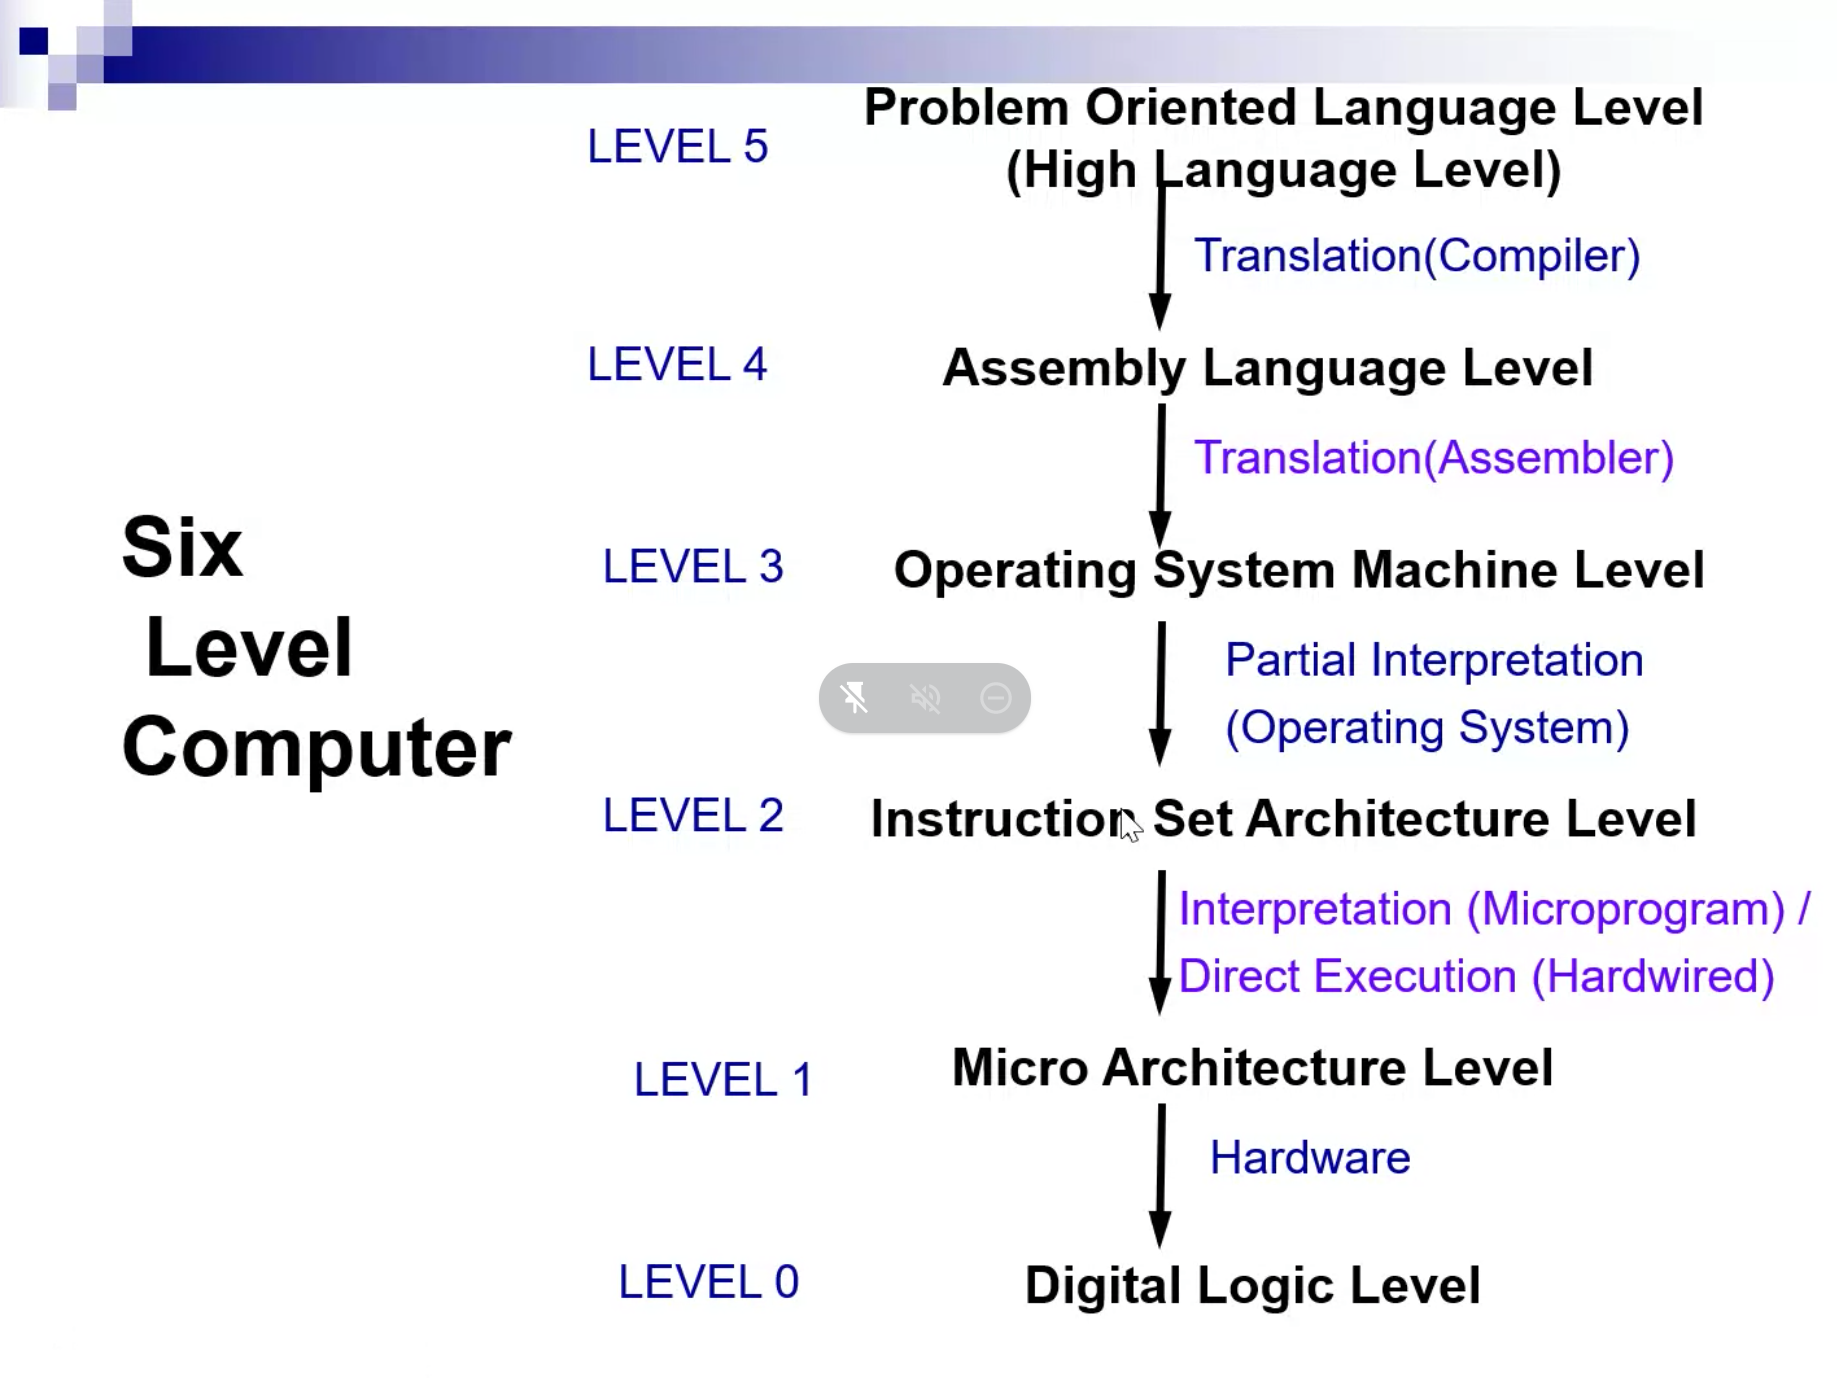 Problem Oriented Language Level
LEVEL 5
(High Language Level)
Translation(Compiler)
LEVEL 4
Assembly Language Level
Translation(Assembler)
Six
Level
Computer
LEVEL 3
Operating System Machine Level
Partial Interpretation
(Operating System)
LEVEL 2
Instruction Set Architecture Level
Interpretation (Microprogram) /
Direct Execution (Hardwired)
LEVEL 1
Micro Architecture Level
Hardware
LEVEL 0
Digital Logic Level